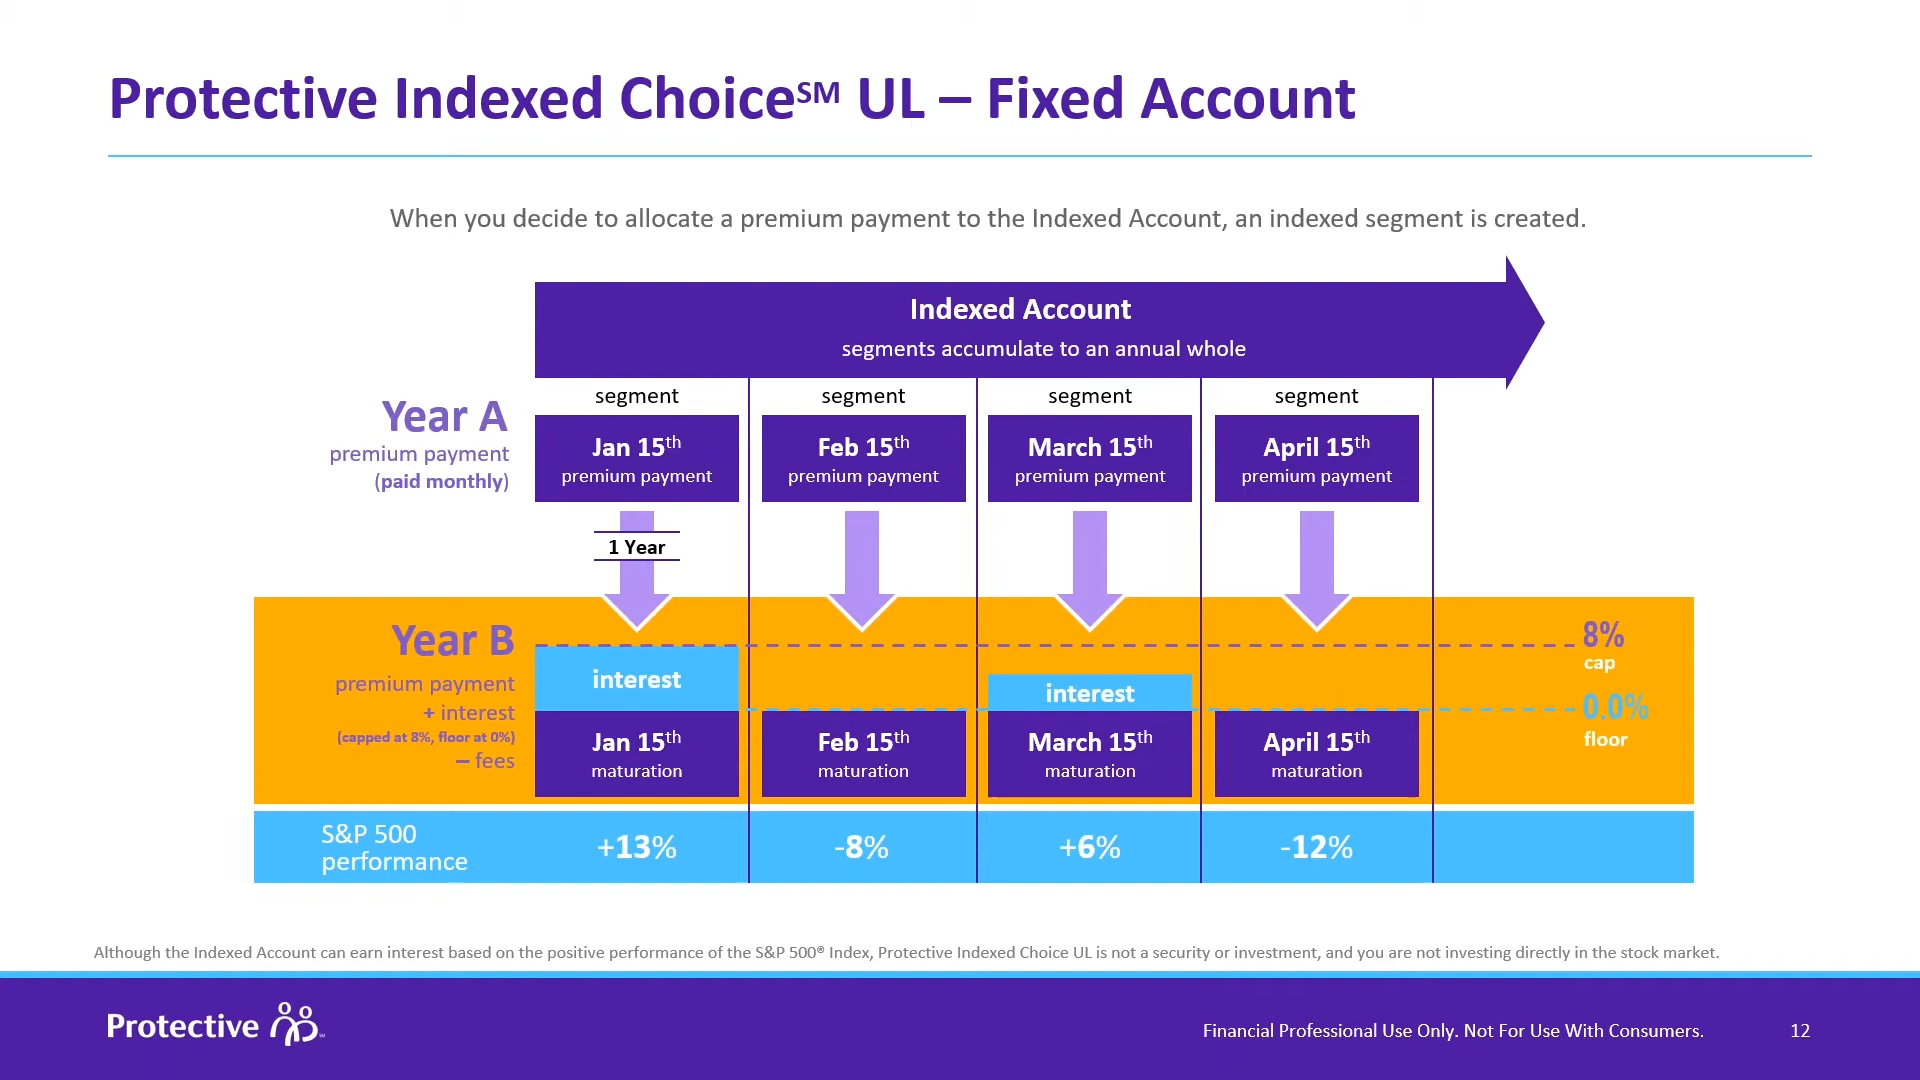 Protective Indexed Choice℠ UL – Fixed Account
When you decide to allocate a premium payment to the Indexed Account, an indexed segment is created.
Indexed Account
segments accumulate to an annual whole
segment segment segment segment
Year A
premium payment
(paid monthly)
Jan 15th Feb 15th March 15th April 15th
premium payment premium payment premium payment premium payment
1 Year
Year B
premium payment
+ interest
(capped at 8%, floor at 0%)
– fees
8%
cap
interest interest
0.0%
floor
Jan 15th Feb 15th March 15th April 15th
maturation maturation maturation maturation
S&P 500
performance
+13% -8% +6% -12%
Although the Indexed Account can earn interest based on the positive performance of the S&P 500® Index, Protective Indexed Choice UL is not a security or investment, and you are not investing directly in the stock market.
Protective
Financial Professional Use Only. Not For Use With Consumers. 12